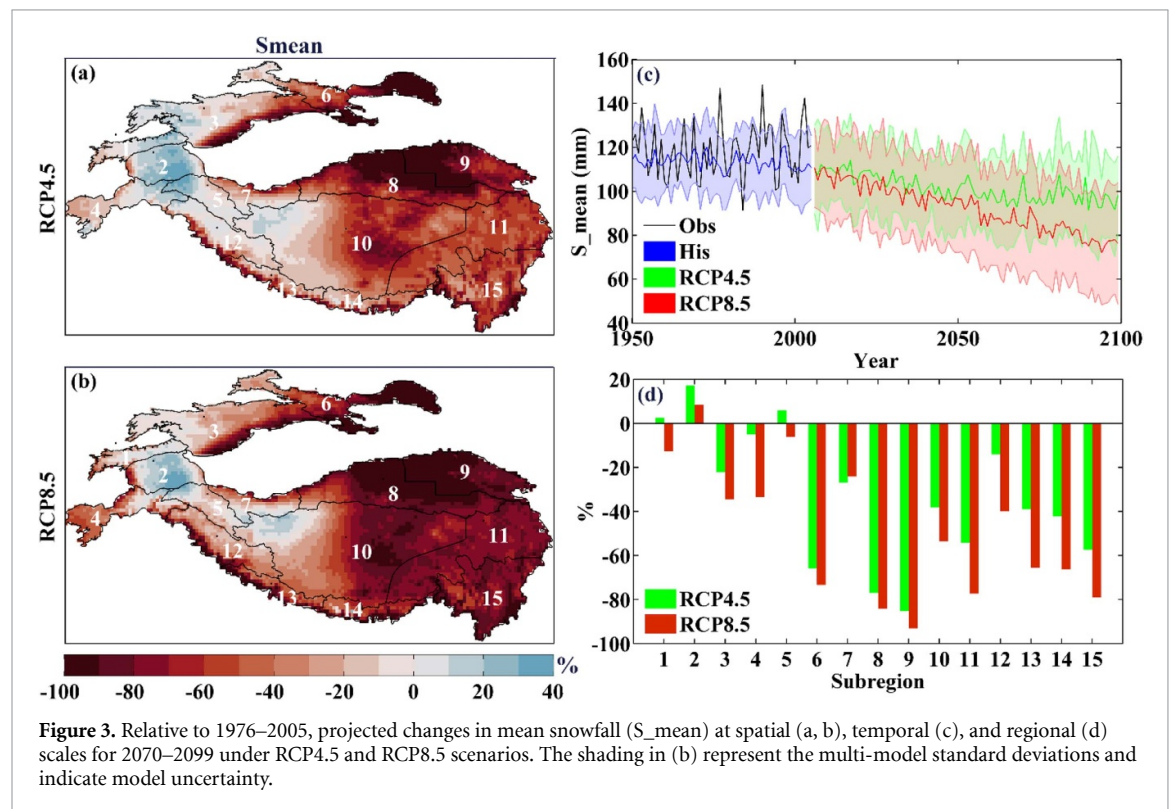 Smean
RCP4.5
(a)
1
2
3
4
5
6
7
8
9
10
11
12
13
14
15
RCP8.5
(b)
1
2
3
4
5
6
7
8
9
10
11
12
13
14
15
-100 -80 -60 -40 -20 0 20 40
%
(c)
S_mean (mm)
160
140
120
100
80
60
40
Obs
His
RCP4.5
RCP8.5
1950 2000 2050 2100
Year
(d)
%
20
0
-20
-40
-60
-80
-100
RCP4.5
RCP8.5
1 2 3 4 5 6 7 8 9 10 11 12 13 14 15
Subregion
Figure 3. Relative to 1976–2005, projected changes in mean snowfall (S_mean) at spatial (a, b), temporal (c), and regional (d)
scales for 2070–2099 under RCP4.5 and RCP8.5 scenarios. The shading in (b) represent the multi-model standard deviations and
indicate model uncertainty.